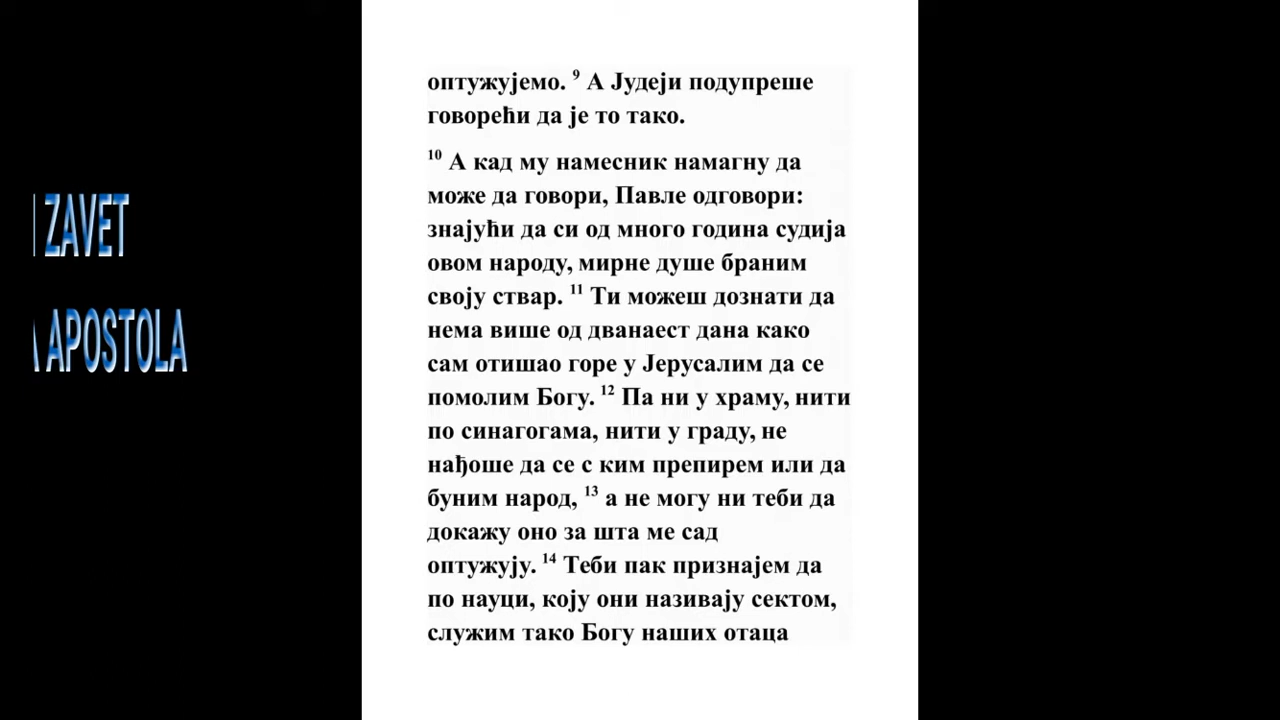 ZAVET
APOSTOLA
оптужујемо. 9 А Јудеји подупреше
говорећи да је то тако.
10 А кад му намесник намагну да
може да говори, Павле одговори:
знајући да си од много година судија
овом народу, мирне душе браним
своју ствар. 11 Ти можеш дознати да
нема више од дванаест дана како
сам отишао горе у Јерусалим да се
помолим Богу. 12 Па ни у храму, нити
по синагогама, нити у граду, не
нађоше да се с ким препирем или да
буним народ, 13 а не могу ни теби да
докажу оно за шта ме сад
оптужују. 14 Теби пак признајем да
по науци, коју они називају сектом,
служим тако Богу наших отаца